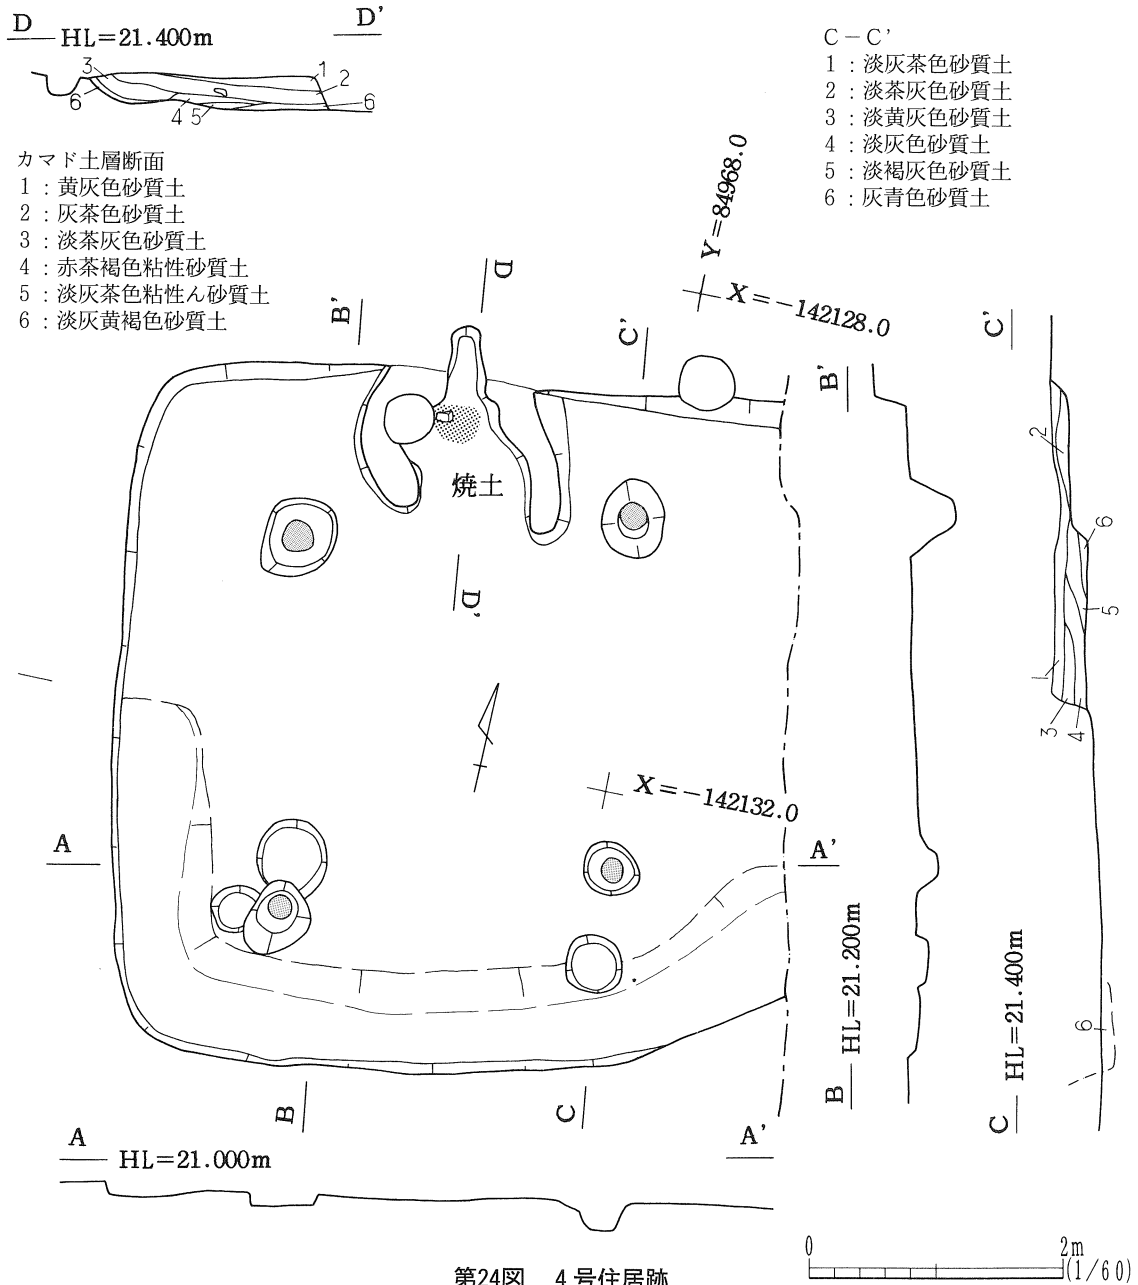 D HL=21.400m D'
3
1
2
6
6
4 5
カマド土層断面
1 : 黄灰色砂質土
2 : 灰茶色砂質土
3 : 淡茶灰色砂質土
4 : 赤茶褐色粘性砂質土
5 : 淡灰茶色粘性ん砂質土
6 : 淡灰黄褐色砂質土
C-C'
1 : 淡灰茶色砂質土
2 : 淡茶灰色砂質土
3 : 淡黄灰色砂質土
4 : 淡灰色砂質土
5 : 淡褐灰色砂質土
6 : 灰青色砂質土
Y=84968.0
X=-142128.0
D
B'
C'
B'
C'
焼土
D'
2
6
5
1
3
4
X=-142132.0
A
A'
B HL=21.200m
C HL=21.400m
6
B
C
A HL=21.000m A'
0 2m
(1/60)
第24図 4号住居跡